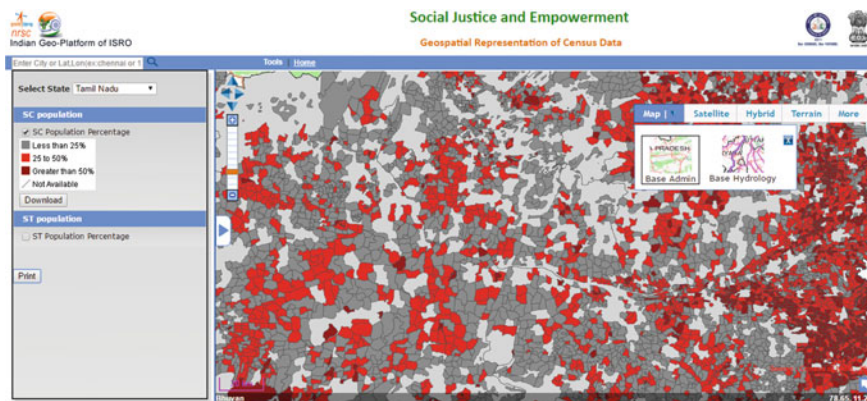 nrsc
Indian Geo-Platform of ISRO
Social Justice and Empowerment
Geospatial Representation of Census Data
Enter City or Lat,Lon(ex.chennai or 1
Tools | Home
Select State Tamil Nadu
SC population
SC Population Percentage
Less than 25%
25 to 50%
Greater than 50%
Not Available
Download
ST population
ST Population Percentage
Print
Map | Satellite Hybrid Terrain More
PRADESH
Base Admin
Base Hydrology
X
Bhuvan